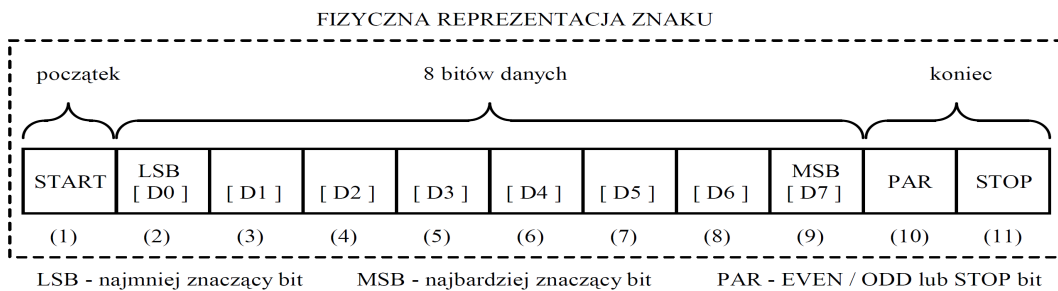 FIZYCZNA REPREZENTACJA ZNAKU
początek 8 bitów danych koniec
START LSB [ D0 ] [ D1 ] [ D2 ] [ D3 ] [ D4 ] [ D5 ] [ D6 ] MSB [ D7 ] PAR STOP
(1) (2) (3) (4) (5) (6) (7) (8) (9) (10) (11)
LSB - najmniej znaczący bit MSB - najbardziej znaczący bit PAR - EVEN / ODD lub STOP bit